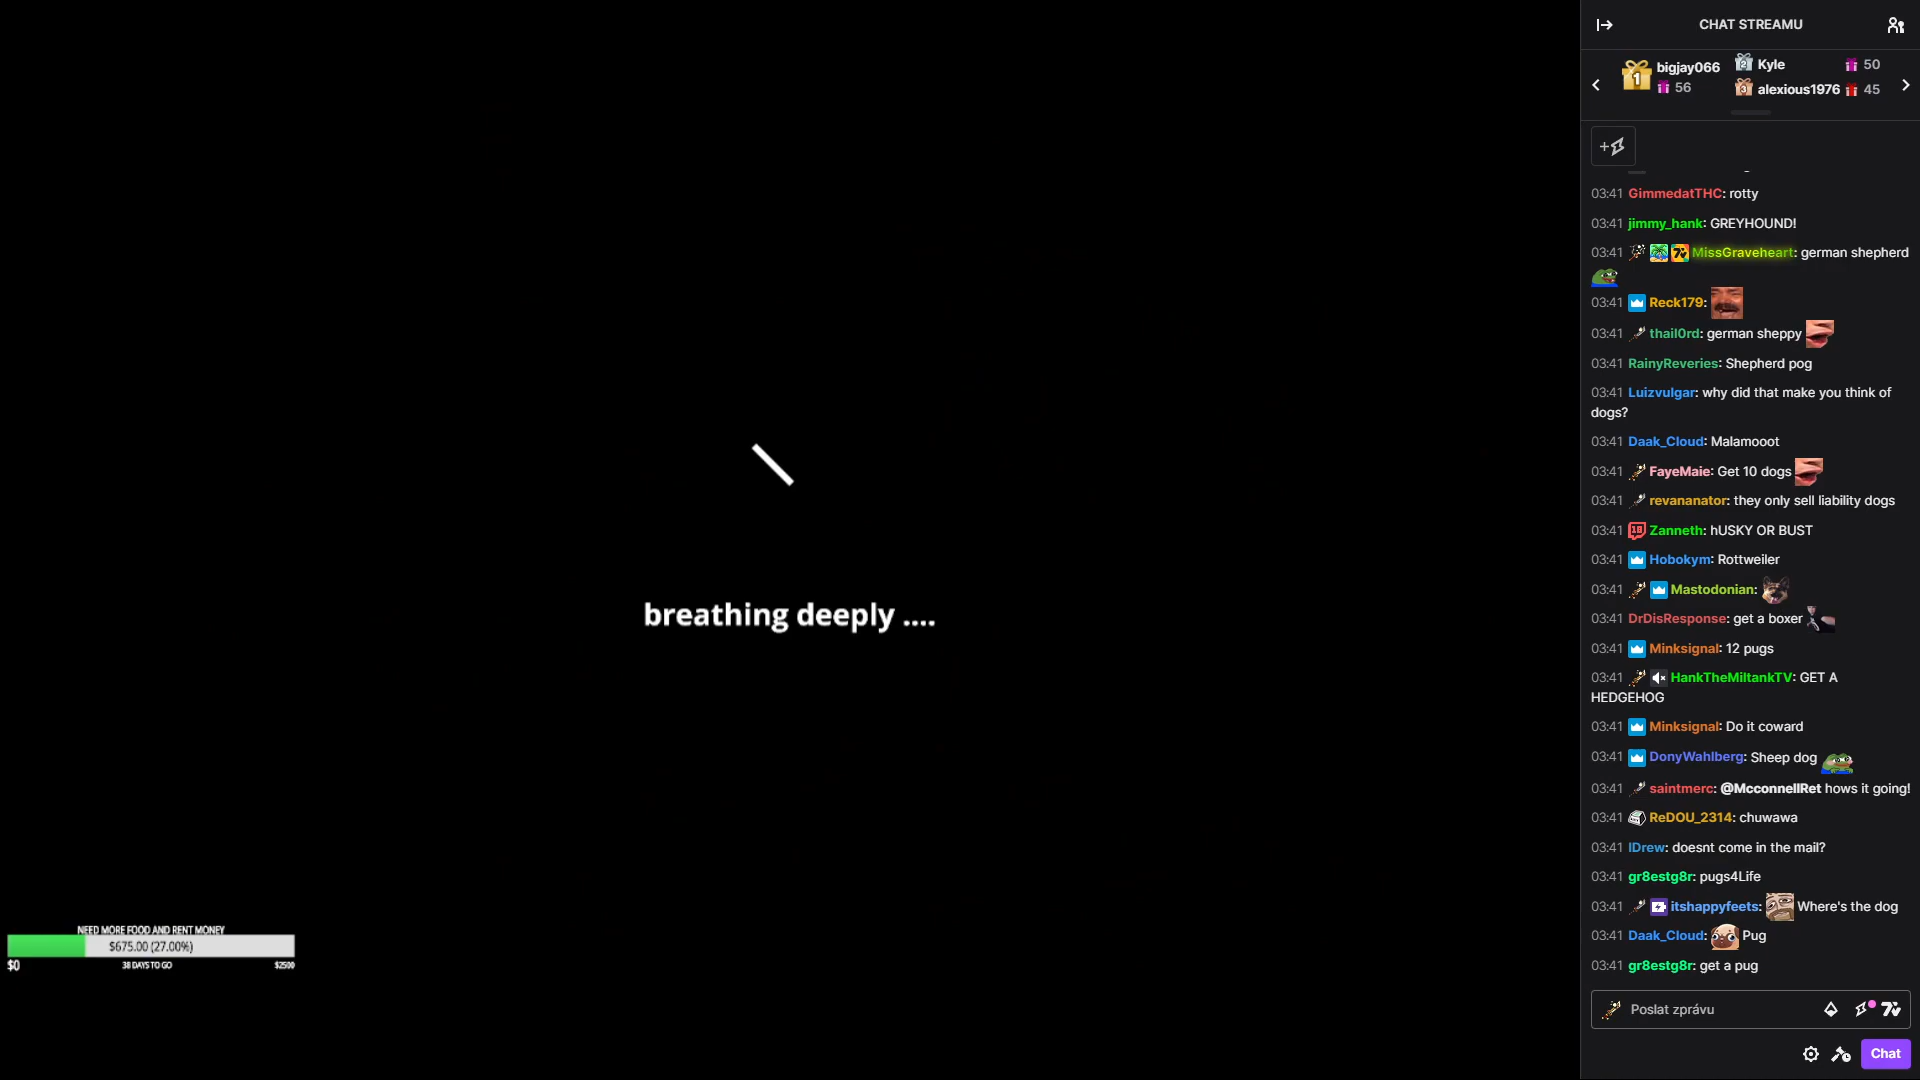 breathing deeply ....
NEED MORE FOOD AND RENT MONEY
$675.00 (27.00%)
$0 38 DAYS TO GO $2500
CHAT STREAMU
bigjay066
56
Kyle 50
alexious1976 45
03:41 GimmedatTHC: rotty
03:41 jimmy_hank: GREYHOUND!
03:41 MissGraveheart: german shepherd
03:41 Reck179:
03:41 thail0rd: german sheppy
03:41 RainyReveries: Shepherd pog
03:41 Luizvulgar: why did that make you think of
dogs?
03:41 Daak_Cloud: Malamooot
03:41 FayeMaie: Get 10 dogs
03:41 revananator: they only sell liability dogs
03:41 Zanneth: hUSKY OR BUST
03:41 Hobokym: Rottweiler
03:41 Mastodonian:
03:41 DrDisResponse: get a boxer
03:41 Minksignal: 12 pugs
03:41 HankTheMiltankTV: GET A
HEDGEHOG
03:41 Minksignal: Do it coward
03:41 DonyWahlberg: Sheep dog
03:41 saintmerc: @McconnellRet hows it going!
03:41 ReDOU_2314: chuwawa
03:41 IDrew: doesnt come in the mail?
03:41 gr8estg8r: pugs4Life
03:41 itshappyfeets: Where's the dog
03:41 Daak_Cloud: Pug
03:41 gr8estg8r: get a pug
Poslat zprávu
Chat